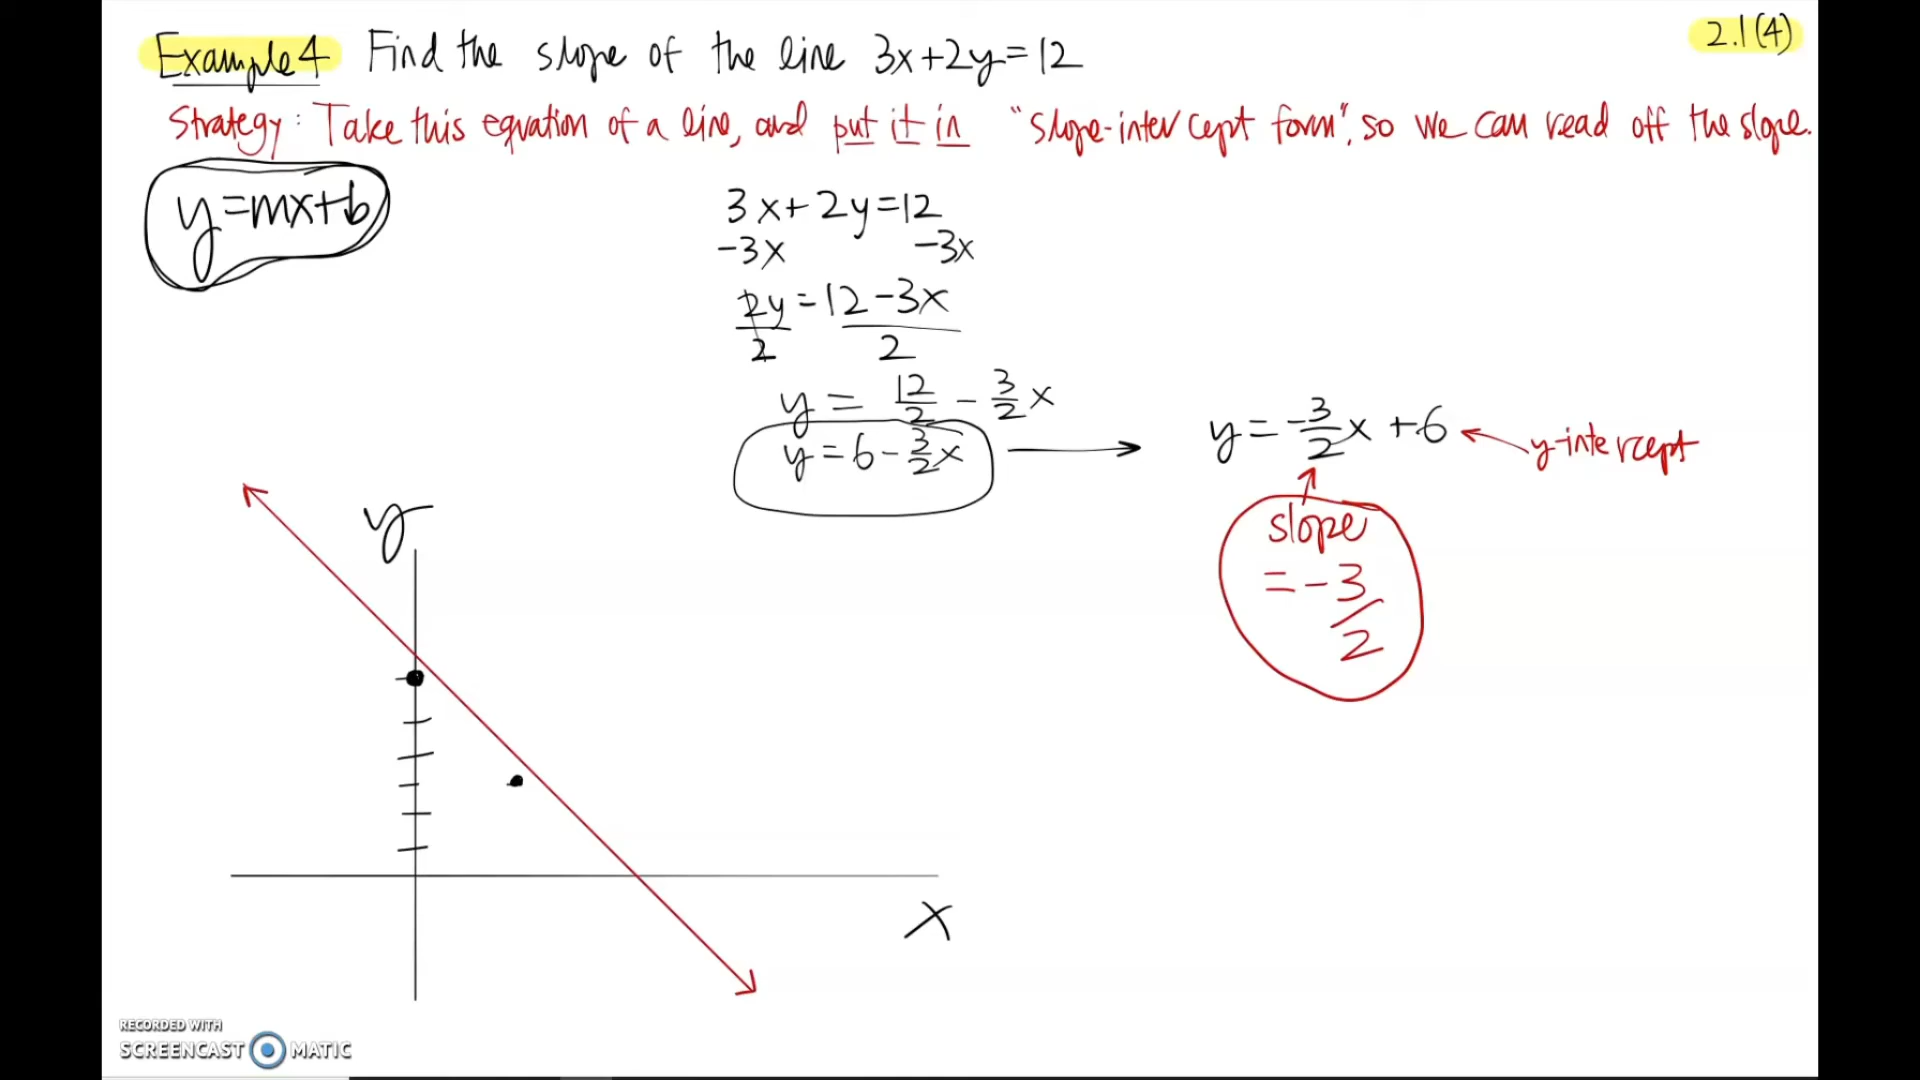 Example 4 Find the slope of the line 3x+2y=12
2.1(4)
Strategy: Take this equation of a line, and put it in "slope-intercept form", so we can read off the slope.
y=mx+b
3x+2y=12
-3x -3x
2y=12-3x
2 2
y = 12/2 - 3/2 x
y=6-3/2 x
y=-3/2 x+6
y-intercept
slope
=-3/2
y
x
RECORDED WITH
SCREENCAST MATIC